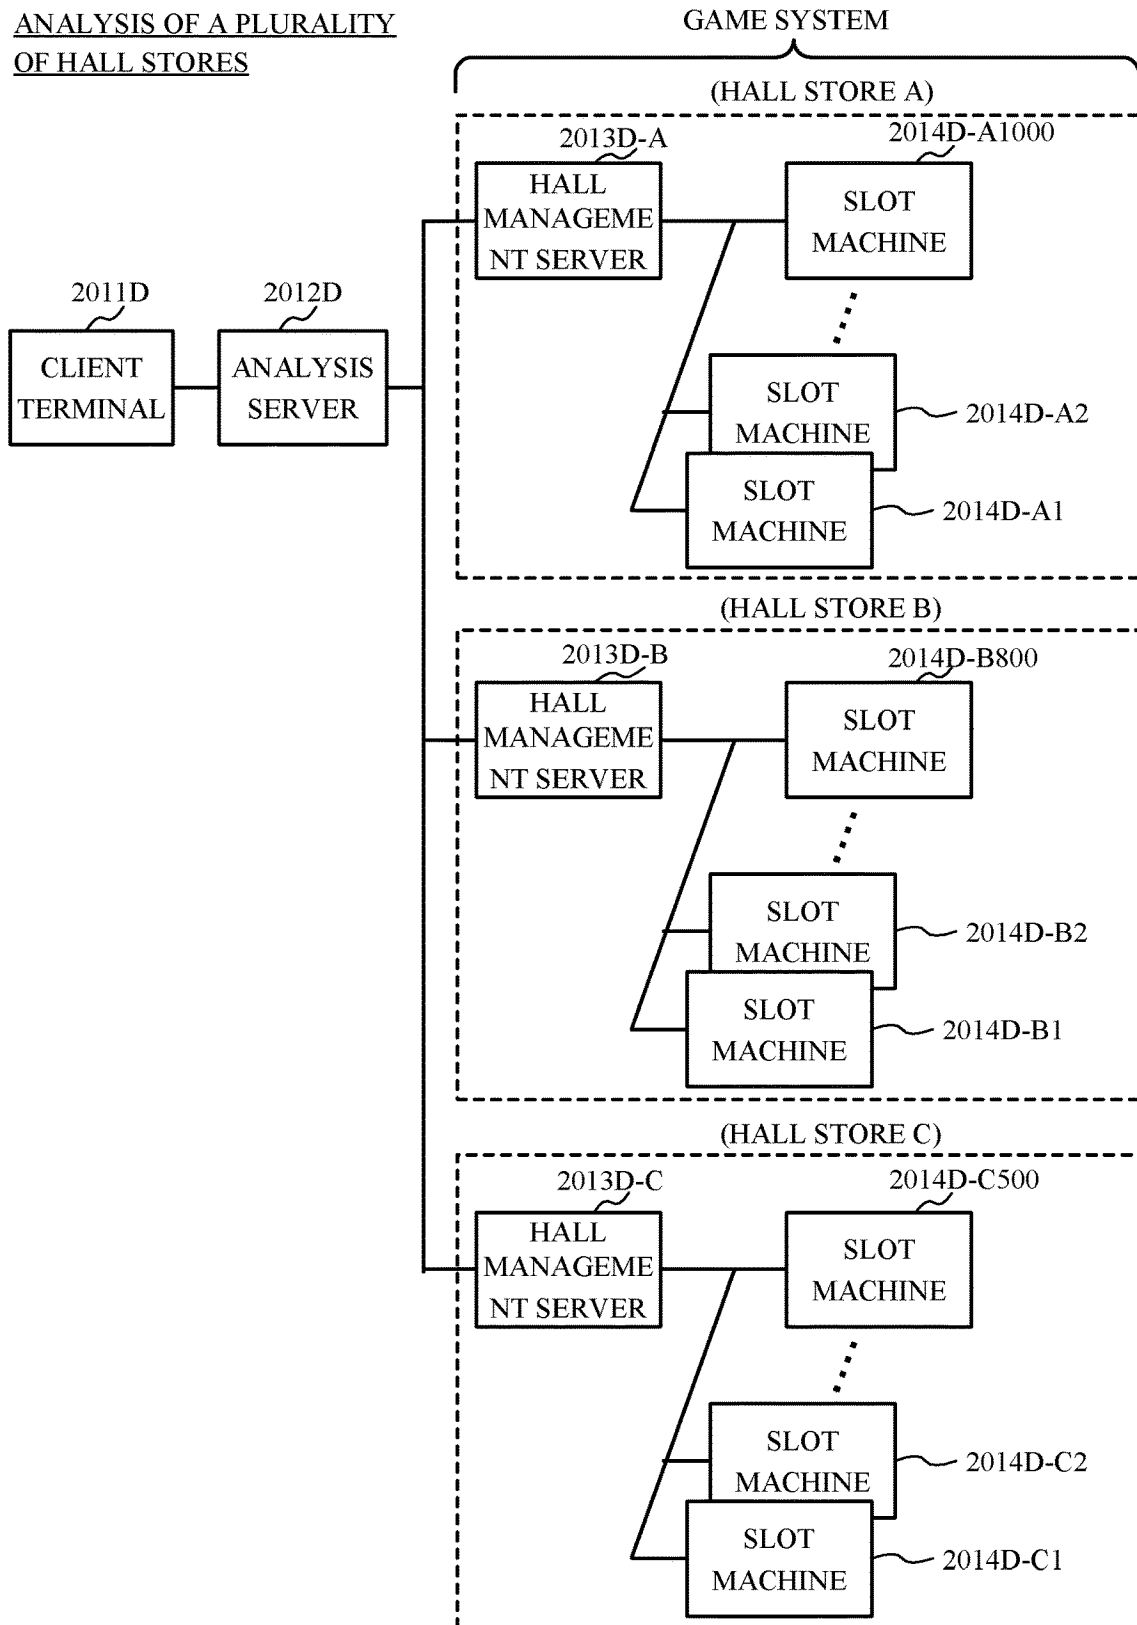 ANALYSIS OF A PLURALITY
OF HALL STORES
GAME SYSTEM
(HALL STORE A)
2013D-A
2014D-A1000
HALL
MANAGEME
NT SERVER
SLOT
MACHINE
2011D
2012D
CLIENT
TERMINAL
ANALYSIS
SERVER
SLOT
MACHINE
2014D-A2
SLOT
MACHINE
2014D-A1
(HALL STORE B)
2013D-B
2014D-B800
HALL
MANAGEME
NT SERVER
SLOT
MACHINE
SLOT
MACHINE
2014D-B2
SLOT
MACHINE
2014D-B1
(HALL STORE C)
2013D-C
2014D-C500
HALL
MANAGEME
NT SERVER
SLOT
MACHINE
SLOT
MACHINE
2014D-C2
SLOT
MACHINE
2014D-C1